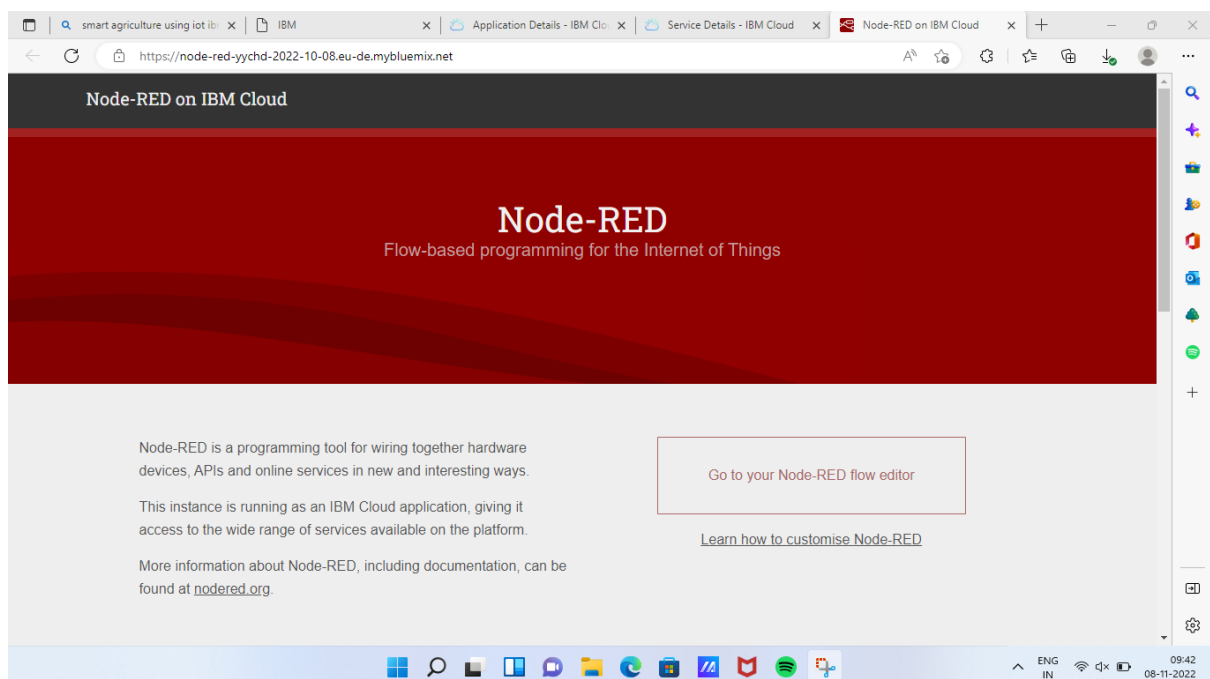 smart agriculture using iot ib
IBM
Application Details - IBM Clo
Service Details - IBM Cloud
Node-RED on IBM Cloud
https://node-red-yychd-2022-10-08.eu-de.mybluemix.net
Node-RED on IBM Cloud
Node-RED
Flow-based programming for the Internet of Things
Node-RED is a programming tool for wiring together hardware
devices, APIs and online services in new and interesting ways.
This instance is running as an IBM Cloud application, giving it
access to the wide range of services available on the platform.
More information about Node-RED, including documentation, can be
found at nodered.org.
Go to your Node-RED flow editor
Learn how to customise Node-RED
ENG
IN
09:42
08-11-2022